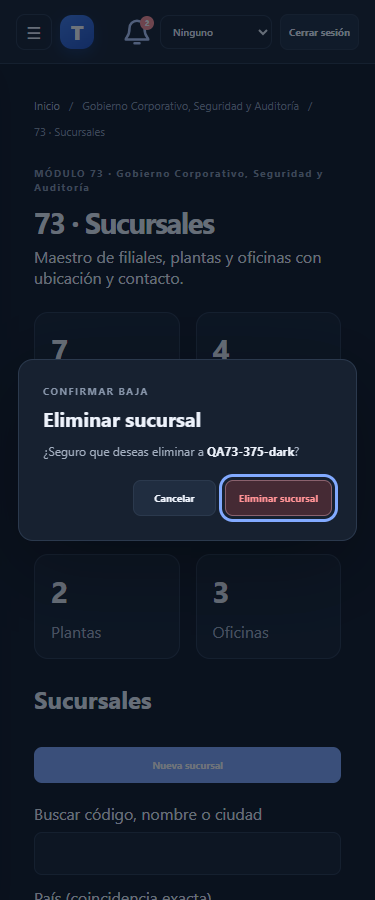 ☰ T 2 Ninguno Cerrar sesión
Inicio / Gobierno Corporativo, Seguridad y Auditoría /
73 · Sucursales
MÓDULO 73 · Gobierno Corporativo, Seguridad y
Auditoría
73 · Sucursales
Maestro de filiales, plantas y oficinas con
ubicación y contacto.
7 4
CONFIRMAR BAJA
Eliminar sucursal
¿Seguro que deseas eliminar a QA73-375-dark?
Cancelar Eliminar sucursal
2 3
Plantas Oficinas
Sucursales
Nueva sucursal
Buscar código, nombre o ciudad
País (coincidencia exacta)